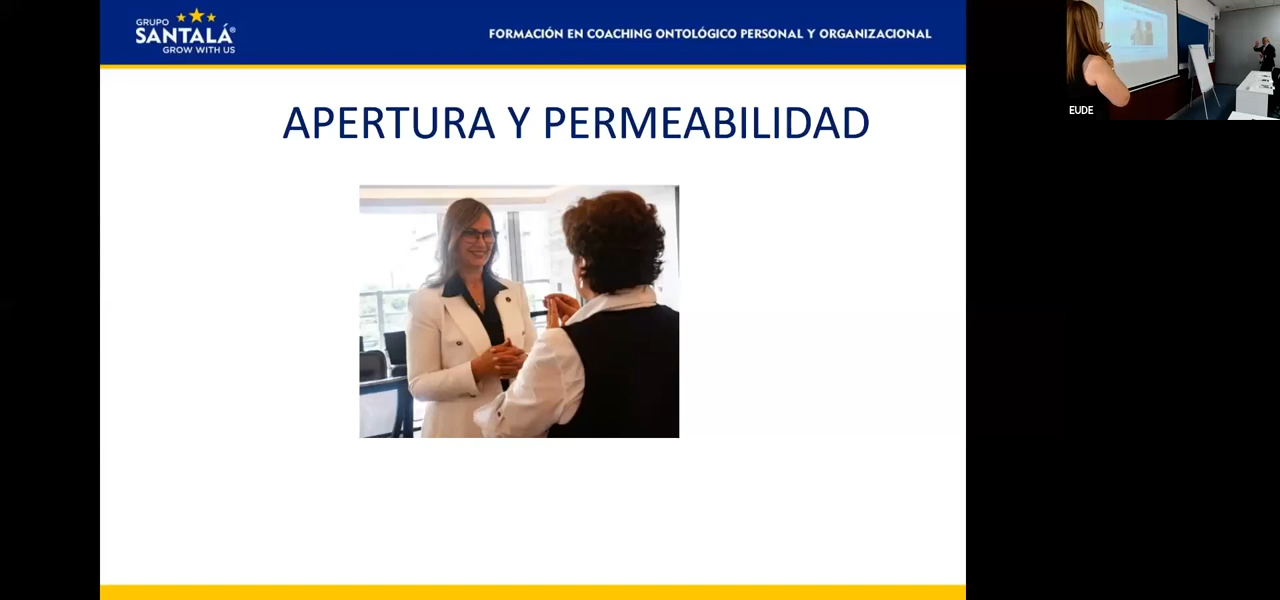 GRUPO
SANTALÁ®
GROW WITH US
FORMACIÓN EN COACHING ONTOLÓGICO PERSONAL Y ORGANIZACIONAL
APERTURA Y PERMEABILIDAD
EUDE